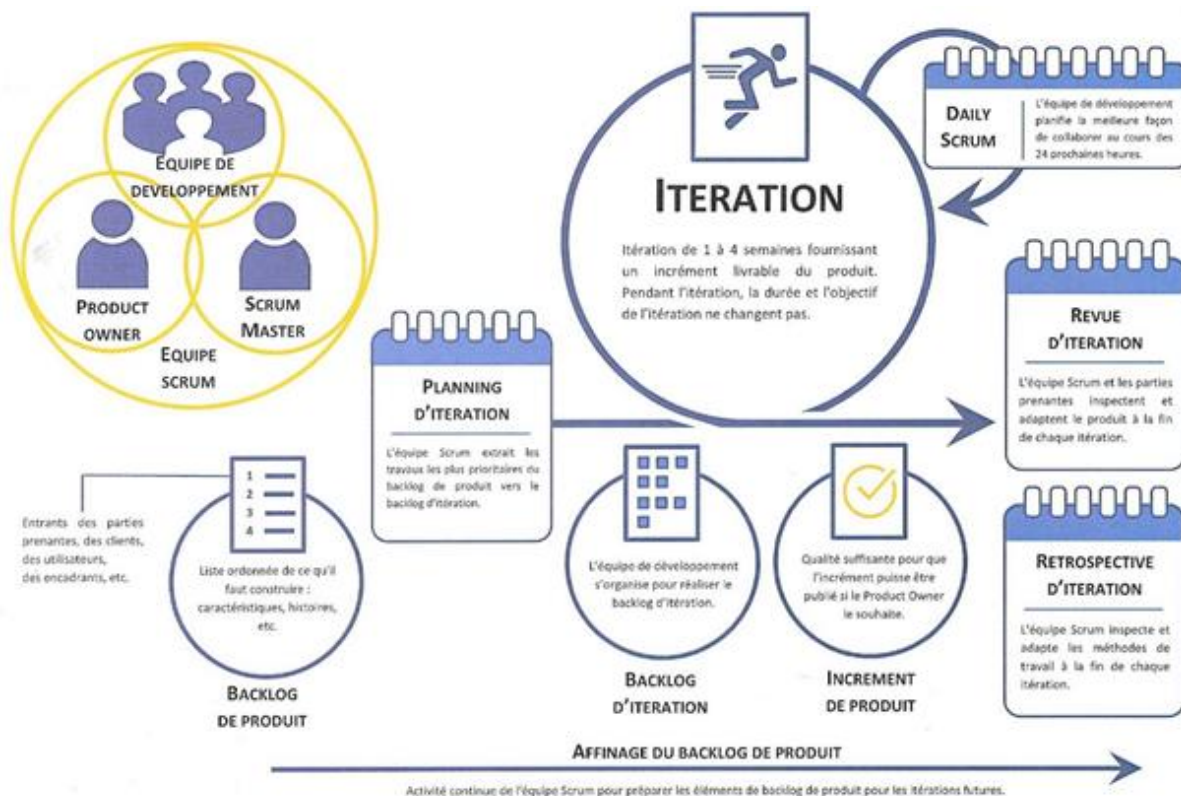 ÉQUIPE DE
DEVELOPPEMENT
PRODUCT
OWNER
SCRUM
MASTER
EQUIPE
SCRUM
ITERATION
Itération de 1 à 4 semaines fournissant
un incrément livrable du produit.
Pendant l'itération, la durée et l'objectif
de l'itération ne changent pas.
DAILY
SCRUM
L'équipe de développement
planifie la meilleure façon
de collaborer au cours des
24 prochaines heures.
PLANNING
D'ITERATION
L'équipe Scrum extrait les
travaux les plus prioritaires du
backlog de produit vers le
backlog d'itération.
REVUE
D'ITERATION
L'équipe Scrum et les parties
prenantes inspectent et
adaptent le produit à la fin
de chaque itération.
Entrants des parties
prenantes, des clients,
des utilisateurs,
des encadrants, etc.
1
2
3
4
Liste ordonnée de ce qu'il
faut construire :
caractéristiques, histoires,
etc.
BACKLOG
DE PRODUIT
L'équipe de développement
s'organise pour réaliser le
backlog d'itération.
BACKLOG
D'ITERATION
Qualité suffisante pour que
l'incrément puisse être
publié si le Product Owner
le souhaite.
INCREMENT
DE PRODUIT
RETROSPECTIVE
D'ITERATION
L'équipe Scrum inspecte et
adapte les méthodes de
travail à la fin de chaque
itération.
AFFINAGE DU BACKLOG DE PRODUIT
Activité continue de l'équipe Scrum pour préparer les éléments de backlog de produit pour les itérations futures.